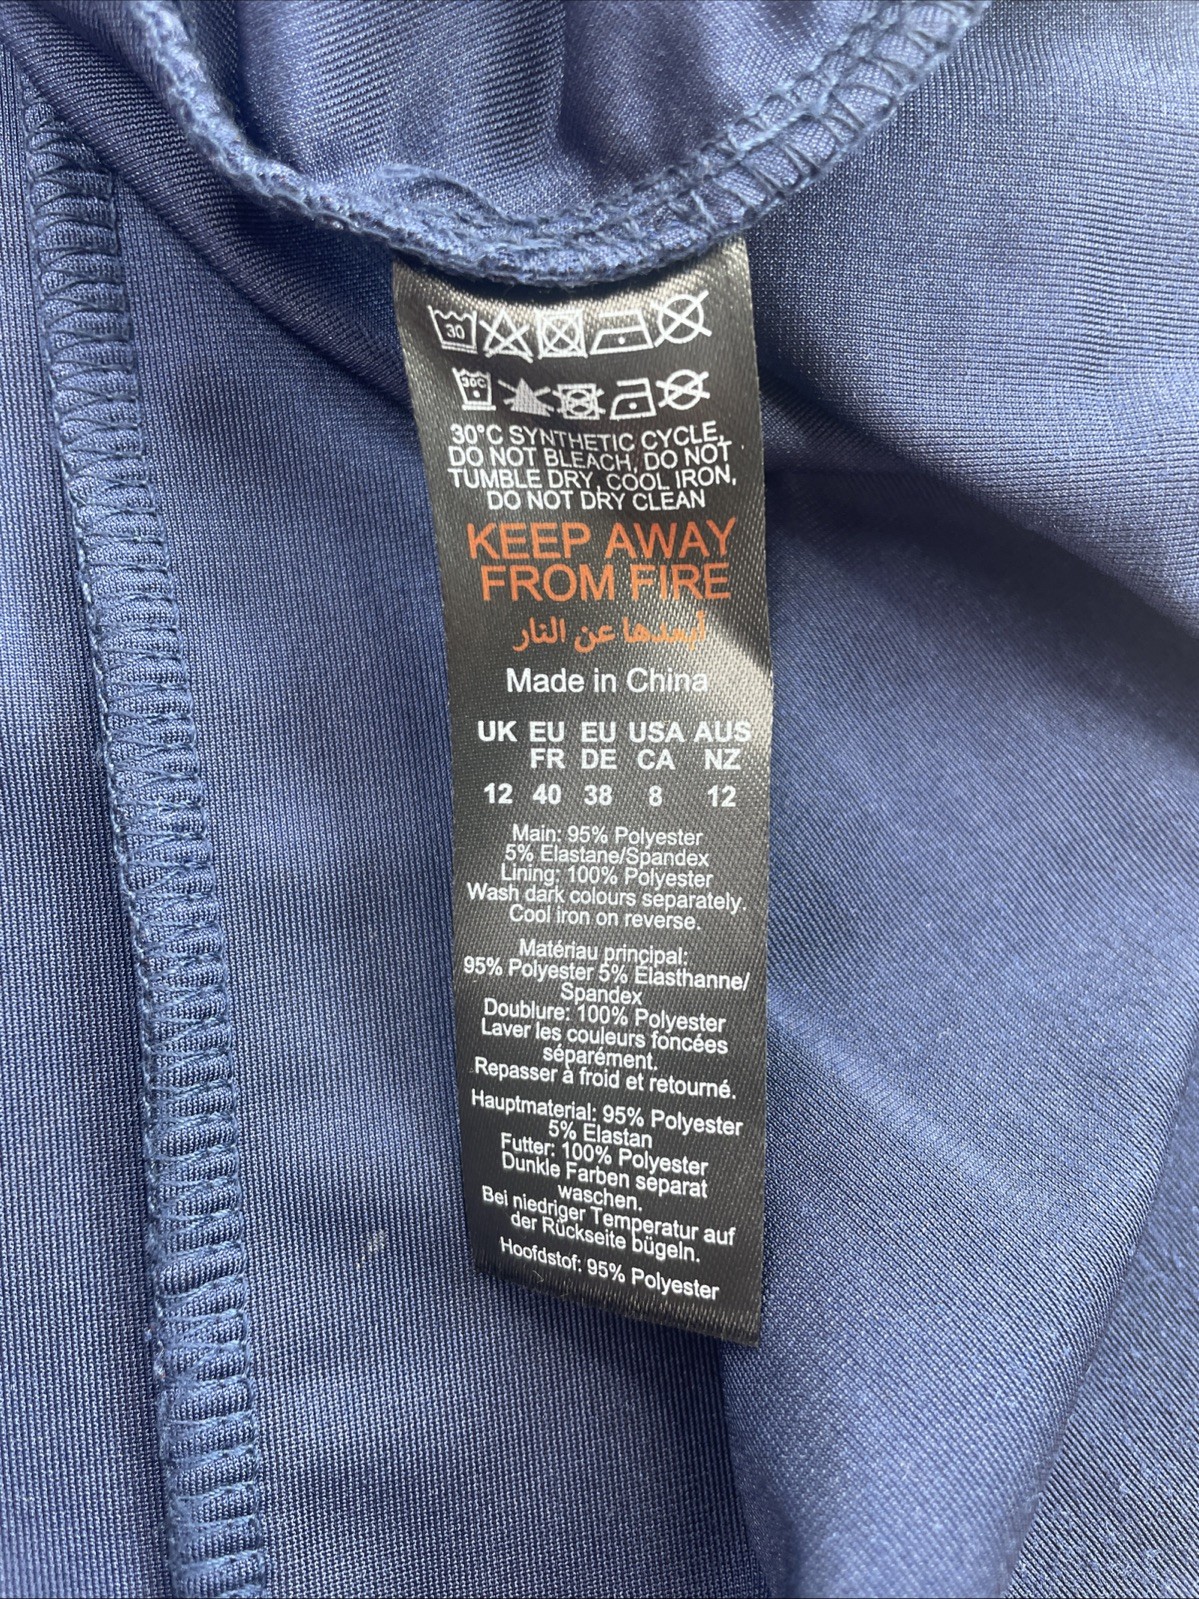 30
30C
30°C SYNTHETIC CYCLE,
DO NOT BLEACH, DO NOT
TUMBLE DRY, COOL IRON,
DO NOT DRY CLEAN
KEEP AWAY
FROM FIRE
أبعدها عن النار
Made in China
UK EU EU USA AUS
FR DE CA NZ
12 40 38 8 12
Main: 95% Polyester
5% Elastane/Spandex
Lining: 100% Polyester
Wash dark colours separately.
Cool iron on reverse.
Matériau principal:
95% Polyester 5% Élasthanne/
Spandex
Doublure: 100% Polyester
Laver les couleurs foncées
séparément.
Repasser à froid et retourné.
Hauptmaterial: 95% Polyester
5% Elastan
Futter: 100% Polyester
Dunkle Farben separat
waschen.
Bei niedriger Temperatur auf
der Rückseite bügeln.
Hoofdstof: 95% Polyester